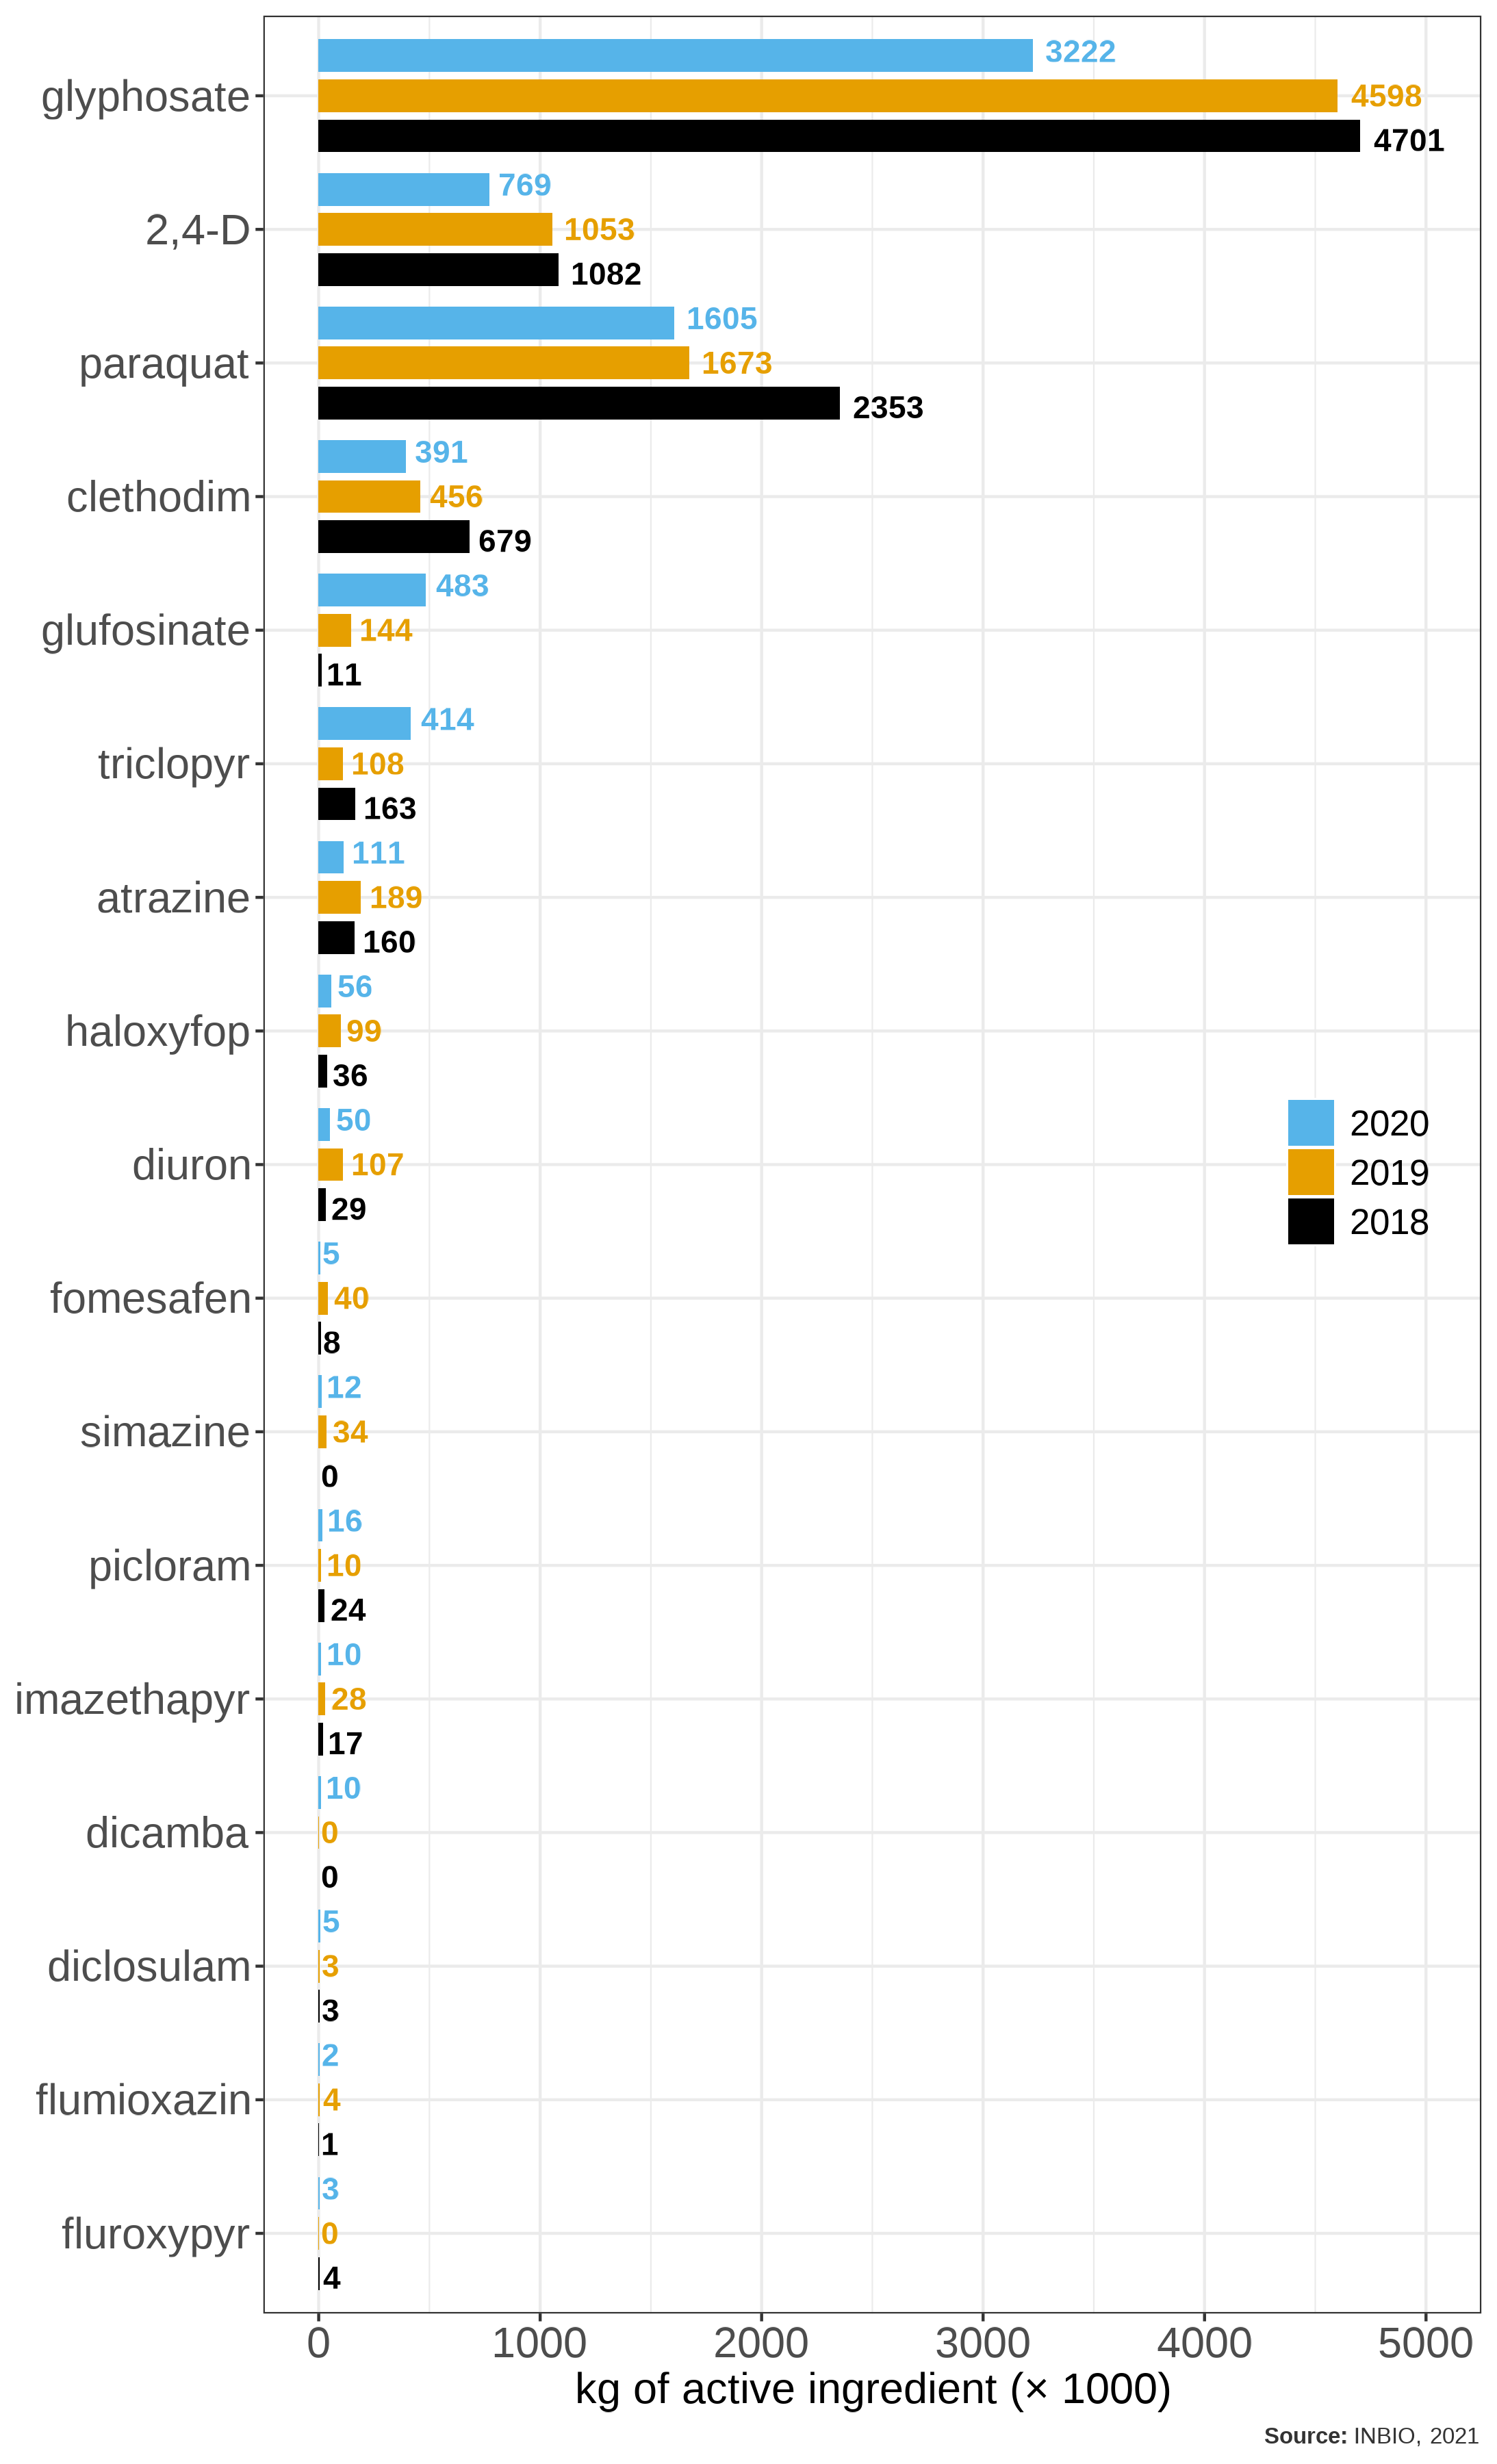 3222
glyphosate 4598
4701
769
2,4-D 1053
1082
1605
paraquat 1673
2353
391
clethodim 456
679
483
glufosinate 144
11
414
triclopyr 108
163
111
atrazine 189
160
56
haloxyfop 99
36
50
2020
diuron 107
2019
29
2018
5
fomesafen 40
8
12
simazine 34
0
16
picloram 10
24
10
imazethapyr 28
17
10
dicamba 0
0
5
diclosulam 3
3
2
flumioxazin 4
1
3
fluroxypyr 0
4
0 1000 2000 3000 4000 5000
kg of active ingredient (× 1000)
Source: INBIO, 2021